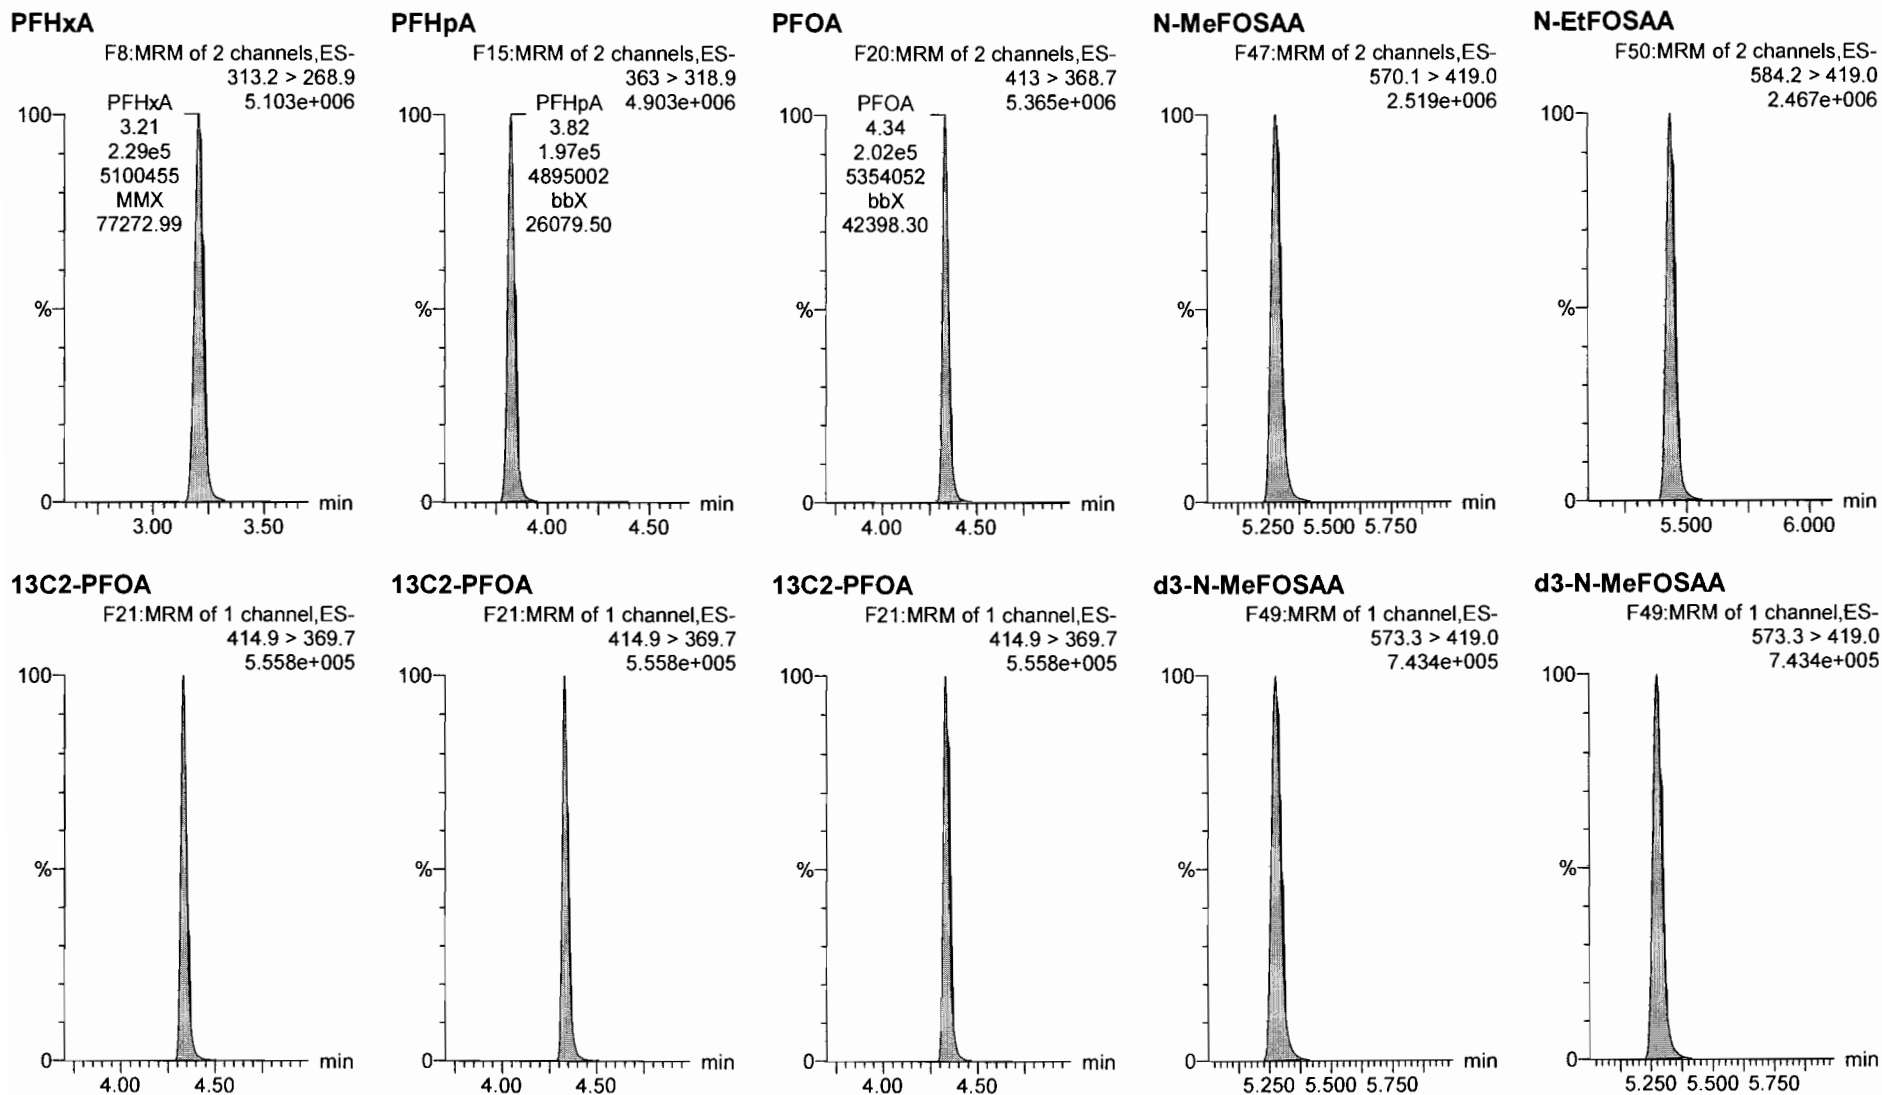 PFHxA
F8:MRM of 2 channels,ES-
313.2 > 268.9
5.103e+006
PFHxA
3.21
2.29e5
5100455
MMX
77272.99
100
%
0
min
3.00 3.50
PFHpA
F15:MRM of 2 channels,ES-
363 > 318.9
4.903e+006
PFHpA
3.82
1.97e5
4895002
bbX
26079.50
100
%
0
min
4.00 4.50
PFOA
F20:MRM of 2 channels,ES-
413 > 368.7
5.365e+006
PFOA
4.34
2.02e5
5354052
bbX
42398.30
100
%
0
min
4.00 4.50
N-MeFOSAA
F47:MRM of 2 channels,ES-
570.1 > 419.0
2.519e+006
100
%
0
min
5.250 5.500 5.750
N-EtFOSAA
F50:MRM of 2 channels,ES-
584.2 > 419.0
2.467e+006
100
%
0
min
5.500 6.000
13C2-PFOA
F21:MRM of 1 channel,ES-
414.9 > 369.7
5.558e+005
100
%
0
min
4.00 4.50
13C2-PFOA
F21:MRM of 1 channel,ES-
414.9 > 369.7
5.558e+005
100
%
0
min
4.00 4.50
13C2-PFOA
F21:MRM of 1 channel,ES-
414.9 > 369.7
5.558e+005
100
%
0
min
4.00 4.50
d3-N-MeFOSAA
F49:MRM of 1 channel,ES-
573.3 > 419.0
7.434e+005
100
%
0
min
5.250 5.500 5.750
d3-N-MeFOSAA
F49:MRM of 1 channel,ES-
573.3 > 419.0
7.434e+005
100
%
0
min
5.250 5.500 5.750